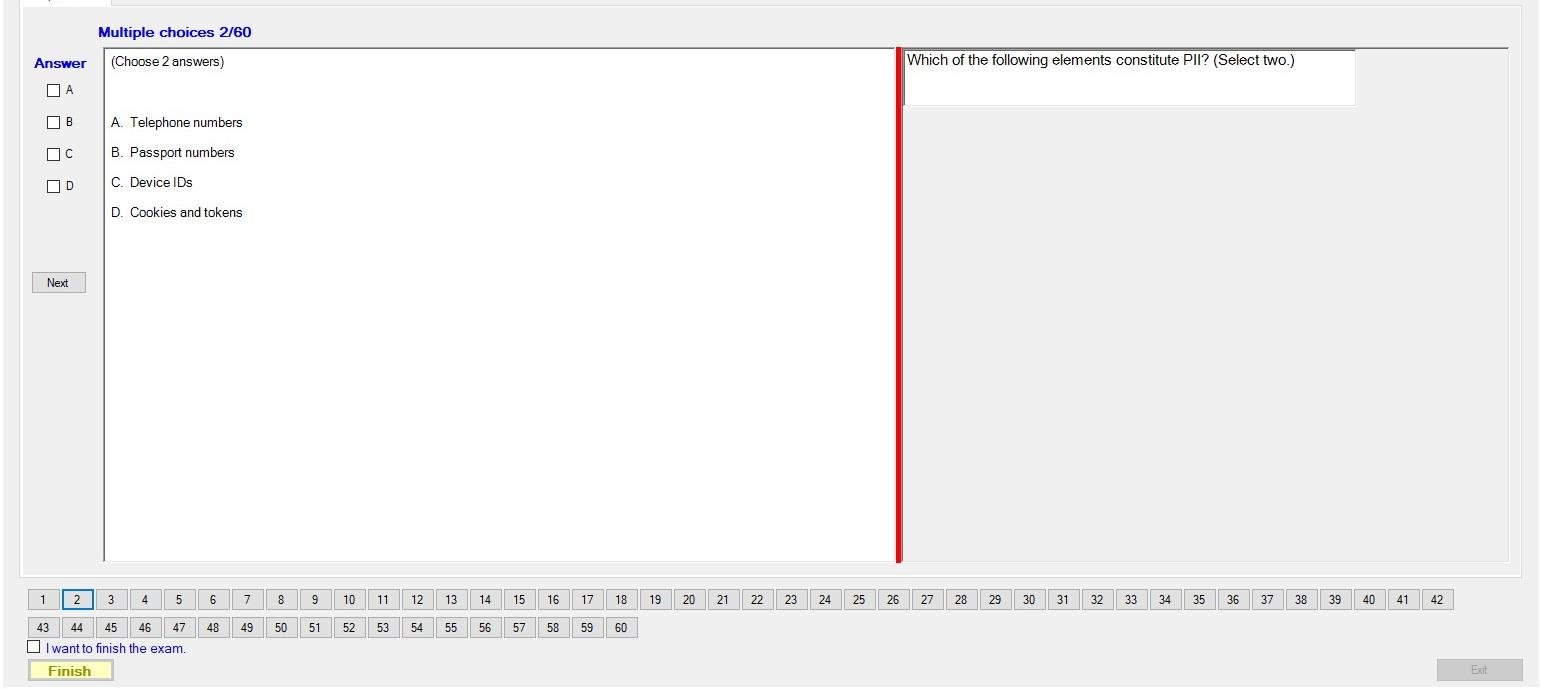 Multiple choices 2/60
Answer
A
B
C
D
Next
(Choose 2 answers)
A. Telephone numbers
B. Passport numbers
C. Device IDs
D. Cookies and tokens
Which of the following elements constitute PII? (Select two.)
1 2 3 4 5 6 7 8 9 10 11 12 13 14 15 16 17 18 19 20 21 22 23 24 25 26 27 28 29 30 31 32 33 34 35 36 37 38 39 40 41 42
43 44 45 46 47 48 49 50 51 52 53 54 55 56 57 58 59 60
I want to finish the exam.
Finish
Exit